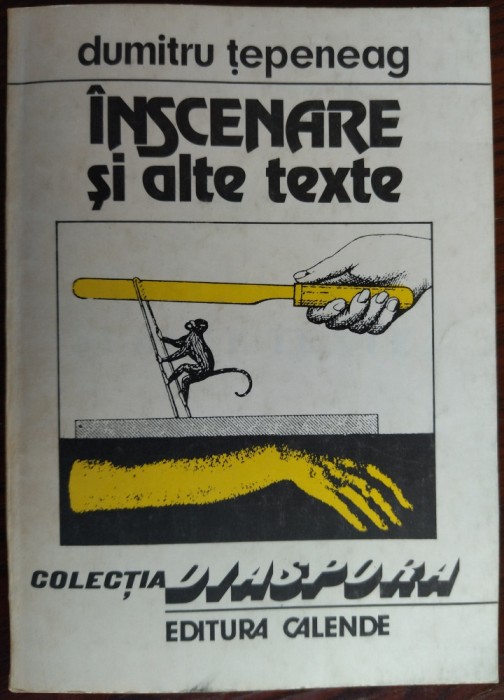 dumitru țepeneag
ÎNSCENARE
și alte texte
COLECȚIA DIASPORA
EDITURA CALENDE